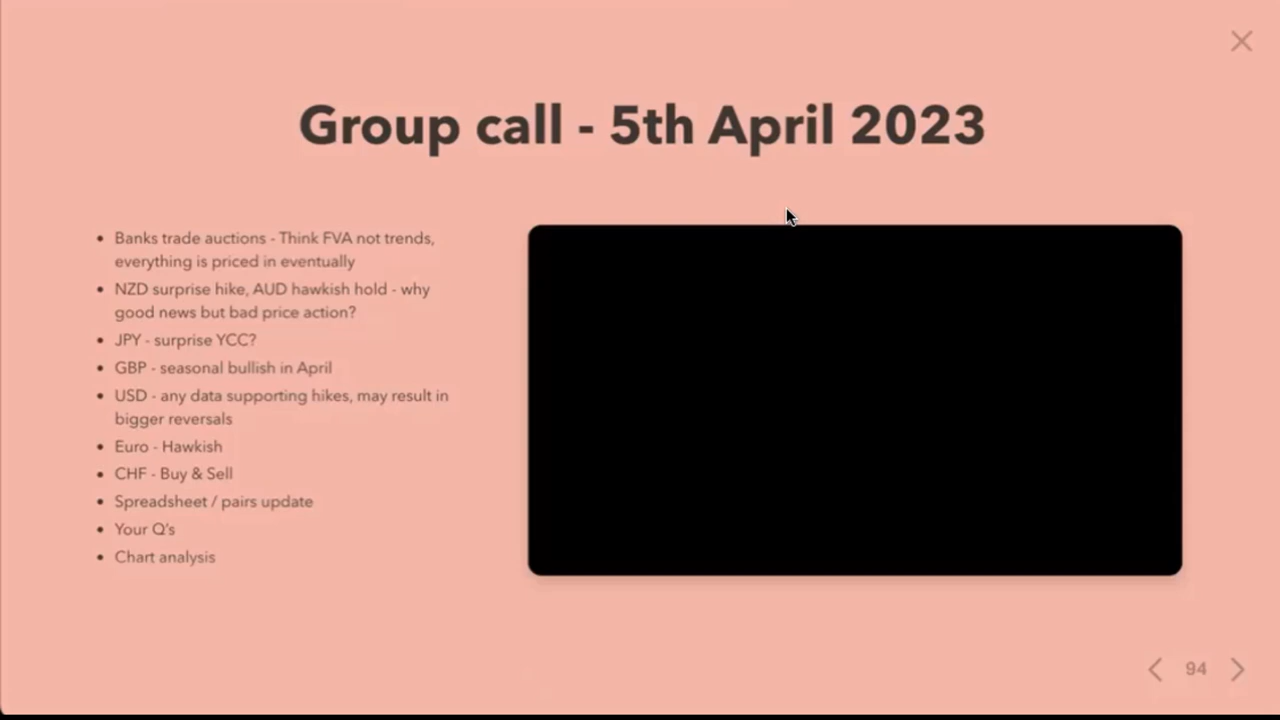 Group call - 5th April 2023
• Banks trade auctions - Think FVA not trends,
everything is priced in eventually
• NZD surprise hike, AUD hawkish hold - why
good news but bad price action?
• JPY - surprise YCC?
• GBP - seasonal bullish in April
• USD - any data supporting hikes, may result in
bigger reversals
• Euro - Hawkish
• CHF - Buy & Sell
• Spreadsheet / pairs update
• Your Q's
• Chart analysis
94